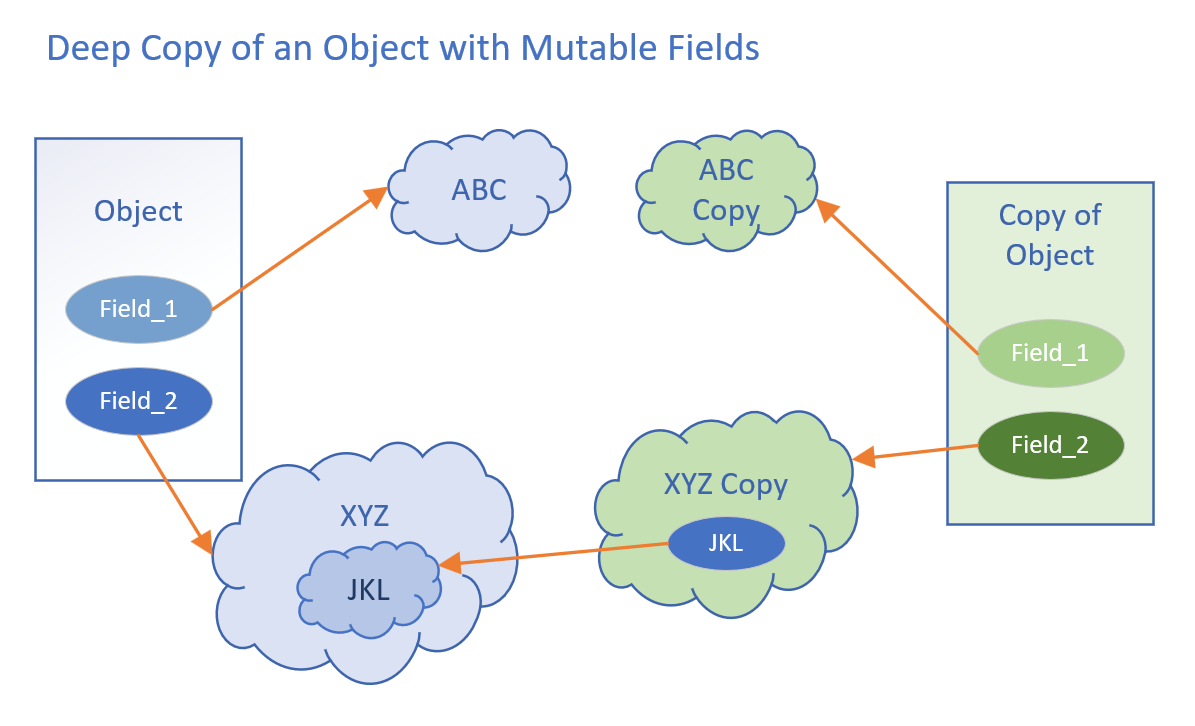 Deep Copy of an Object with Mutable Fields
Object
Field_1
Field_2
ABC
ABC
Copy
Copy of
Object
Field_1
Field_2
XYZ
JKL
XYZ Copy
JKL